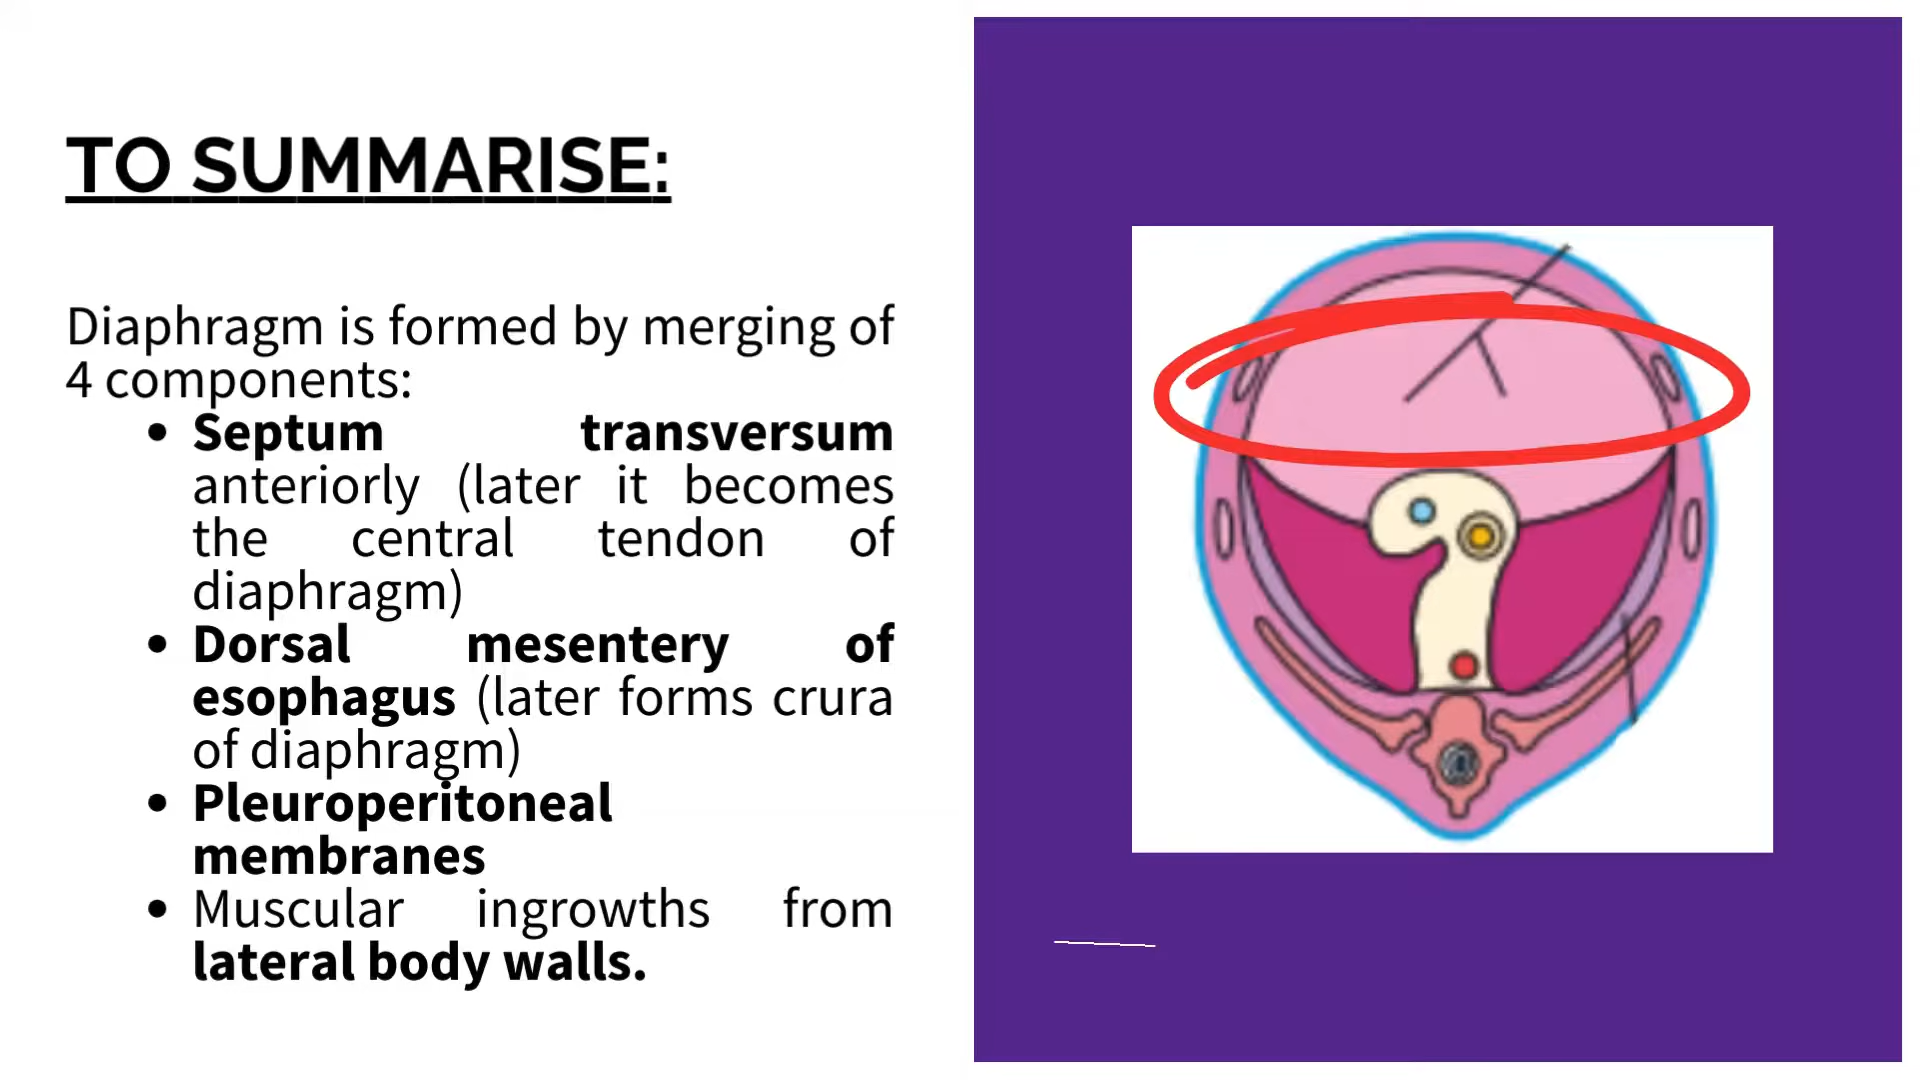 TO SUMMARISE:
Diaphragm is formed by merging of
4 components:
• Septum transversum
anteriorly (later it becomes
the central tendon of
diaphragm)
• Dorsal mesentery of
esophagus (later forms crura
of diaphragm)
• Pleuroperitoneal
membranes
• Muscular ingrowths from
lateral body walls.